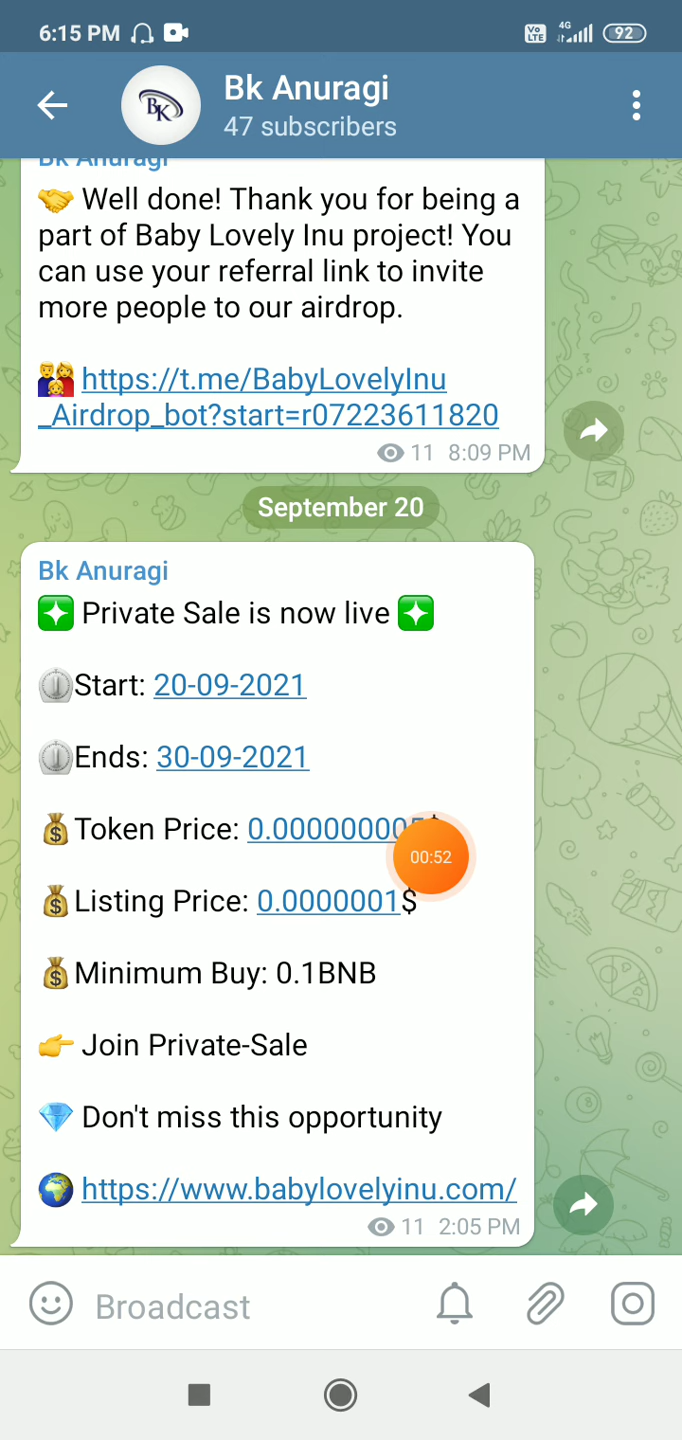 6:15 PM
Vo LTE 4G 92
BK
Bk Anuragi
47 subscribers
Bk Anuragi
🤝 Well done! Thank you for being a
part of Baby Lovely Inu project! You
can use your referral link to invite
more people to our airdrop.
👨‍👩‍👧 https://t.me/BabyLovelyInu
_Airdrop_bot?start=r07223611820
11 8:09 PM
September 20
Bk Anuragi
Private Sale is now live
Start: 20-09-2021
Ends: 30-09-2021
💰Token Price:
00:52
💰Listing Price: 0.0000001$
💰Minimum Buy: 0.1BNB
👉 Join Private-Sale
💎 Don't miss this opportunity
🌍 https://www.babylovelyinu.com/
11 2:05 PM
Broadcast